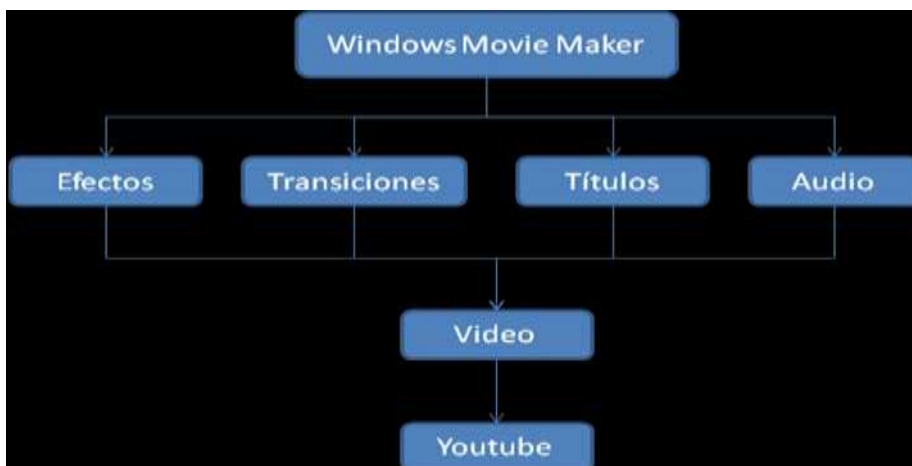 Windows Movie Maker
Efectos
Transiciones
Títulos
Audio
Video
Youtube